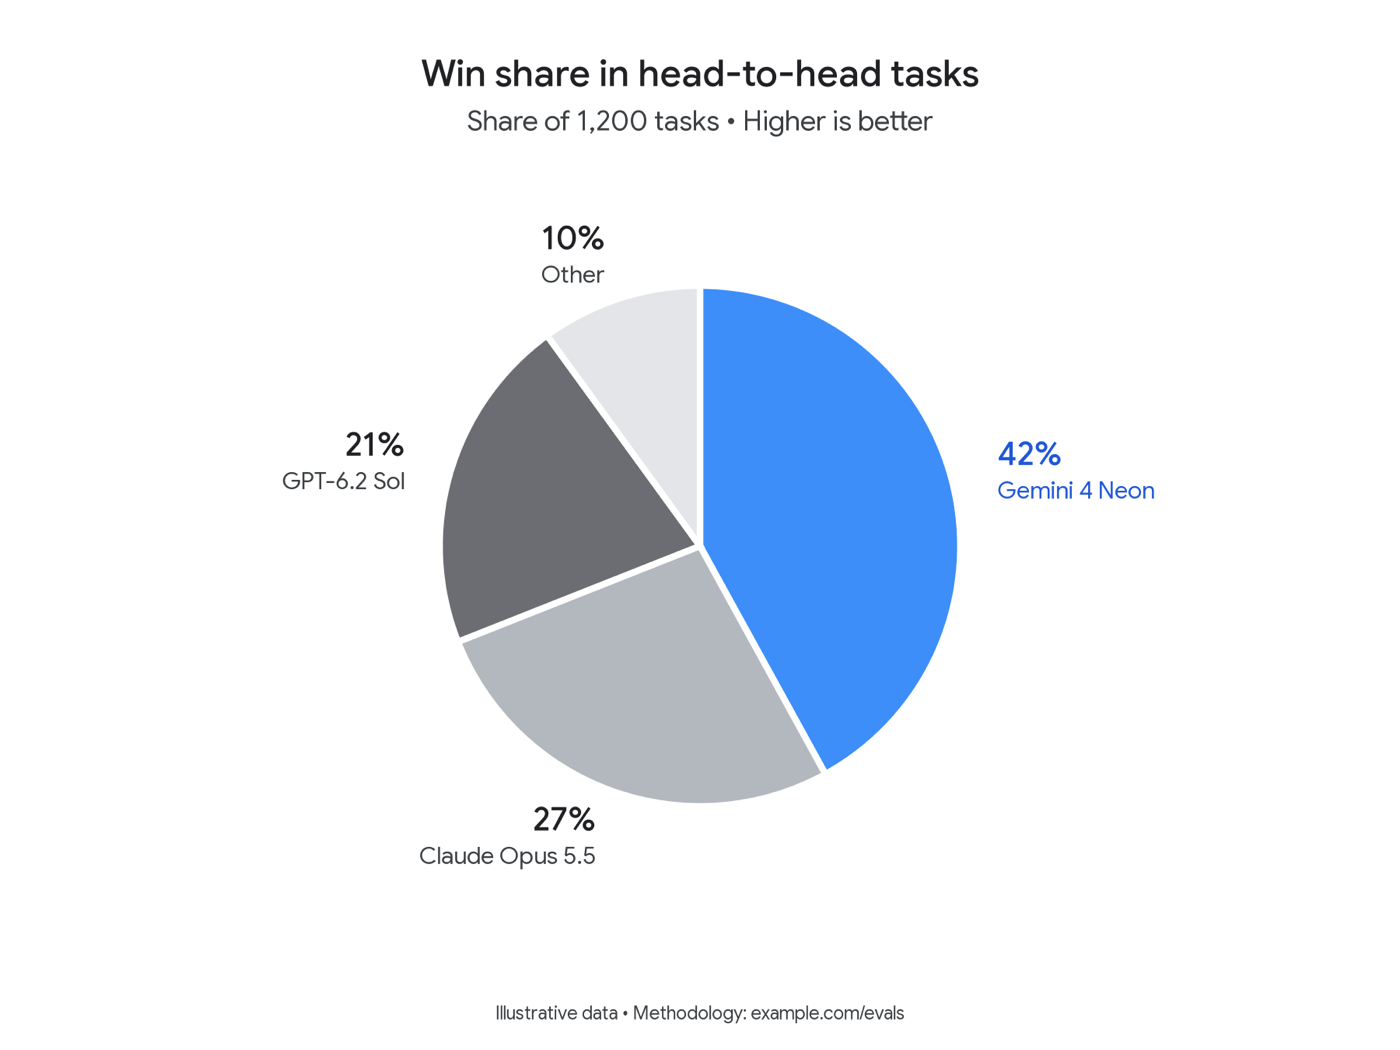 Win share in head-to-head tasks
Share of 1,200 tasks • Higher is better
10%
Other
42%
Gemini 4 Neon
21%
GPT-6.2 Sol
27%
Claude Opus 5.5
Illustrative data • Methodology: example.com/evals